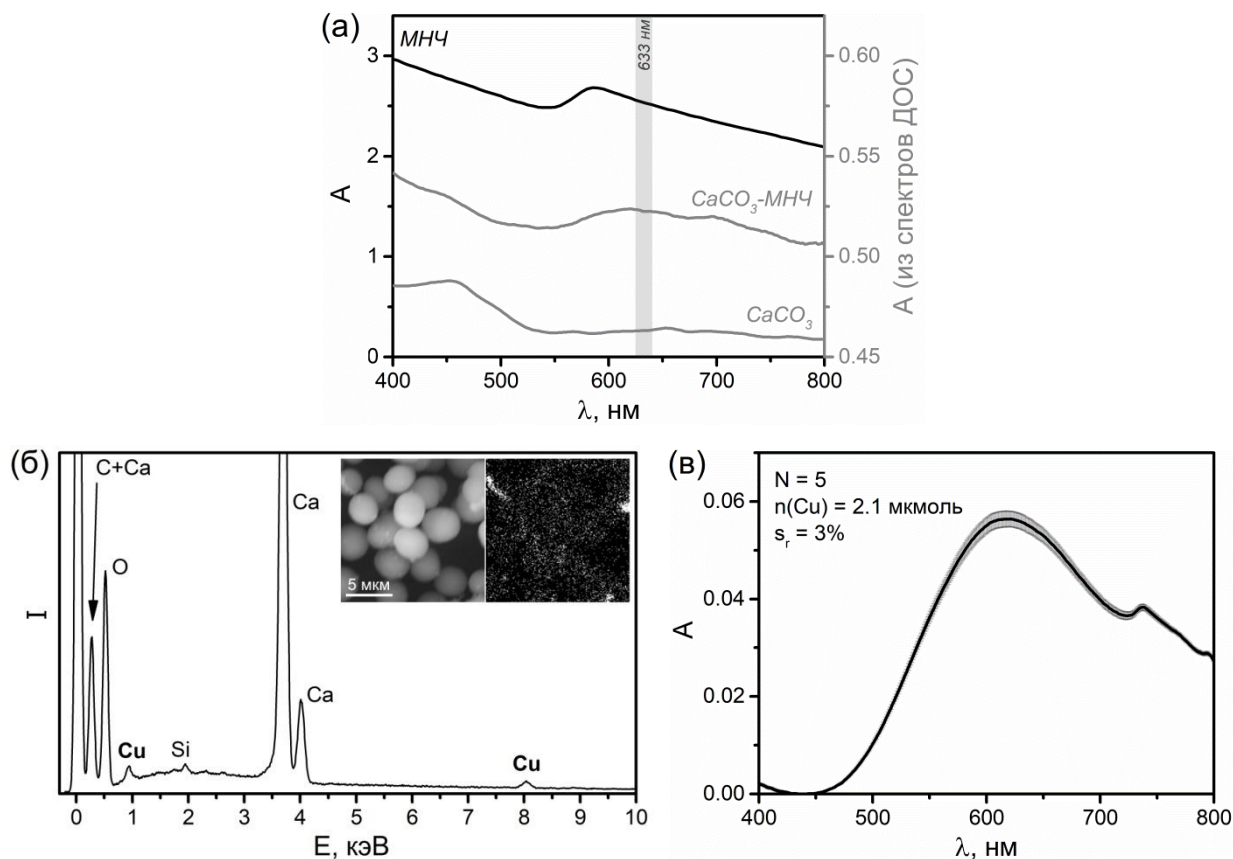 (а)
МНЧ
633 нм
CaCO3-МНЧ
CaCO3
A
3
2
1
0
A (из спектров ДОС)
0.60
0.55
0.50
0.45
400 500 600 700 800
λ, нм
(б)
C+Ca
O
Cu
Si
Ca
Ca
Cu
5 мкм
I
0 1 2 3 4 5 6 7 8 9 10
E, кэВ
(в)
N = 5
n(Cu) = 2.1 мкмоль
sr = 3%
A
0.06
0.04
0.02
0.00
400 500 600 700 800
λ, нм